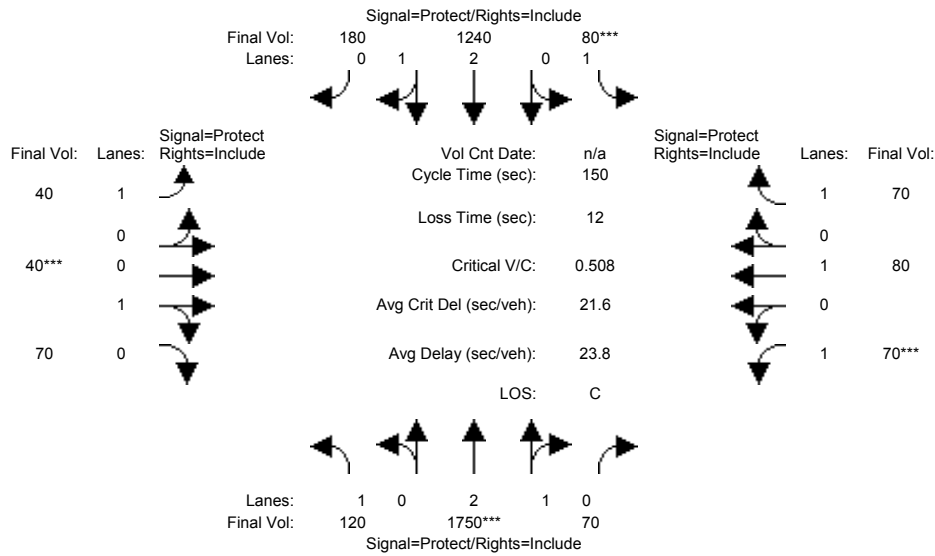 Signal=Protect/Rights=Include
Final Vol: 180 1240 80***
Lanes: 0 1 2 0 1
Signal=Protect
Final Vol: Lanes: Rights=Include
Vol Cnt Date: n/a
Signal=Protect
Rights=Include Lanes: Final Vol:
Cycle Time (sec): 150
40 1
1 70
Loss Time (sec): 12
0
0
40*** 0
Critical V/C: 0.508
1 80
1
Avg Crit Del (sec/veh): 21.6
0
70 0
Avg Delay (sec/veh): 23.8
1 70***
LOS: C
Lanes: 1 0 2 1 0
Final Vol: 120 1750*** 70
Signal=Protect/Rights=Include